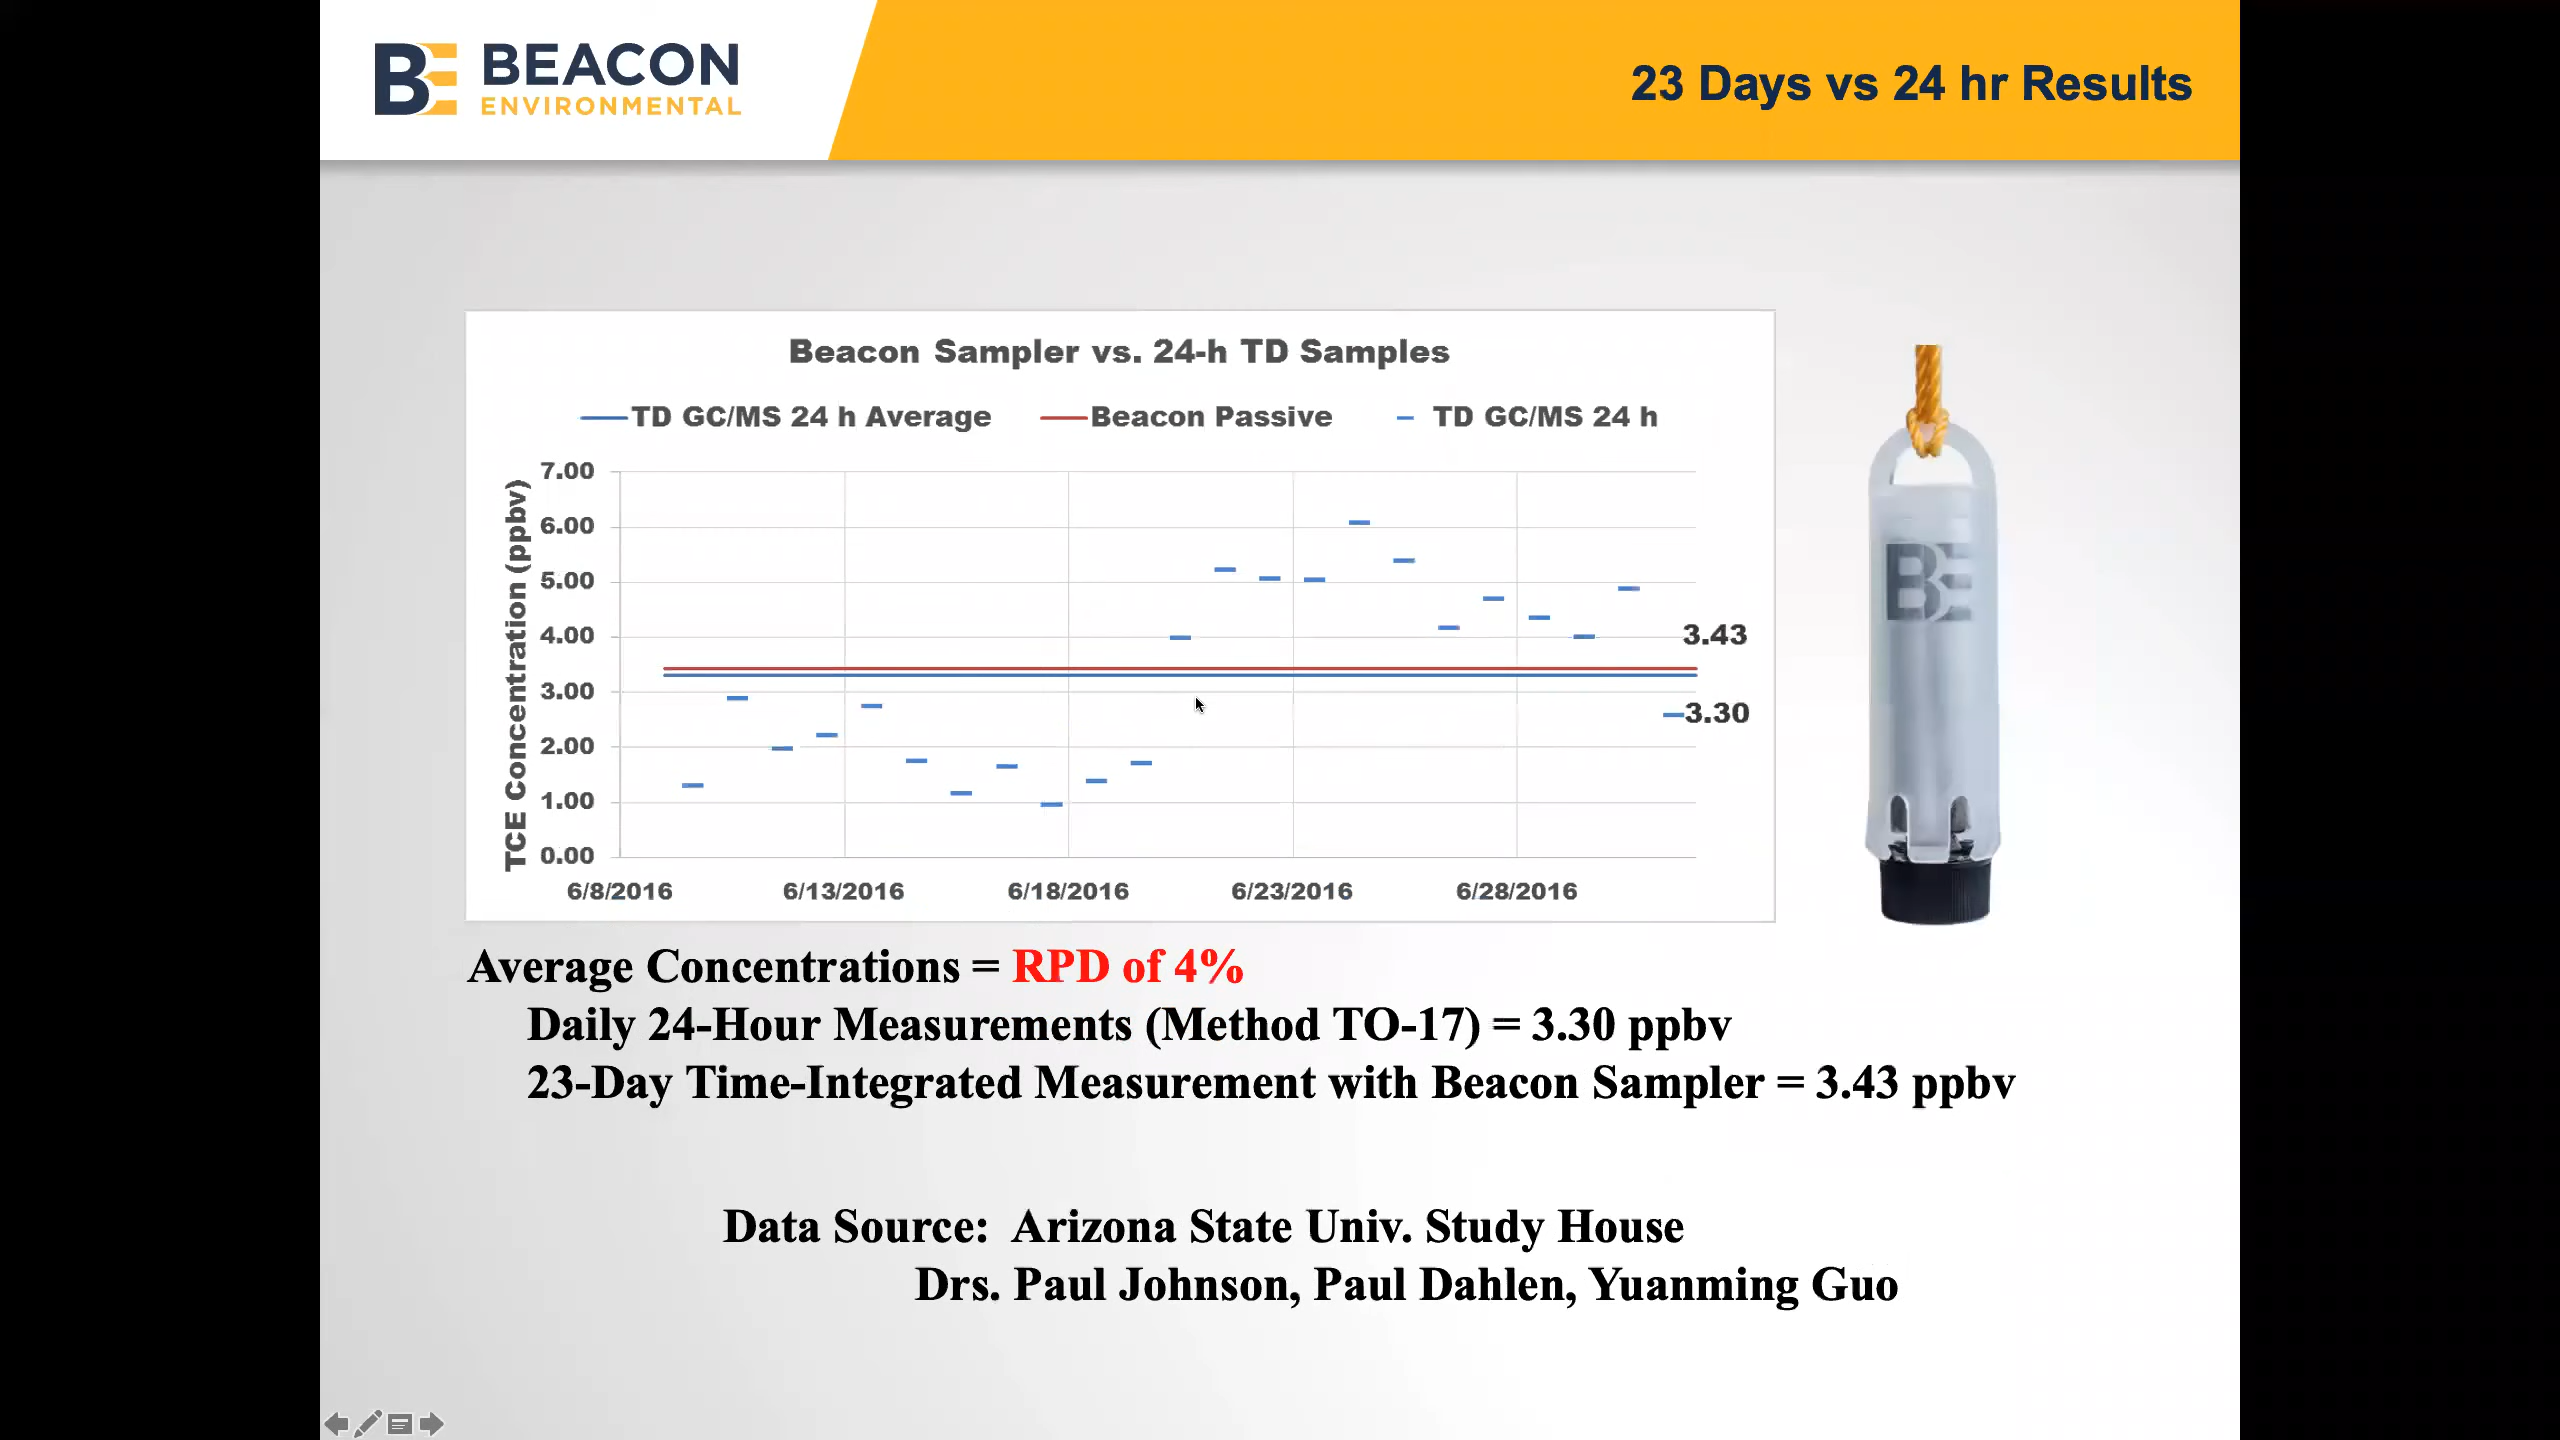 BE BEACON
ENVIRONMENTAL
23 Days vs 24 hr Results
Beacon Sampler vs. 24-h TD Samples
TD GC/MS 24 h Average
Beacon Passive
TD GC/MS 24 h
TCE Concentration (ppbv)
7.00
6.00
5.00
4.00
3.00
2.00
1.00
0.00
3.43
3.30
6/8/2016
6/13/2016
6/18/2016
6/23/2016
6/28/2016
BE
Average Concentrations = RPD of 4%
Daily 24-Hour Measurements (Method TO-17) = 3.30 ppbv
23-Day Time-Integrated Measurement with Beacon Sampler = 3.43 ppbv
Data Source: Arizona State Univ. Study House
Drs. Paul Johnson, Paul Dahlen, Yuanming Guo